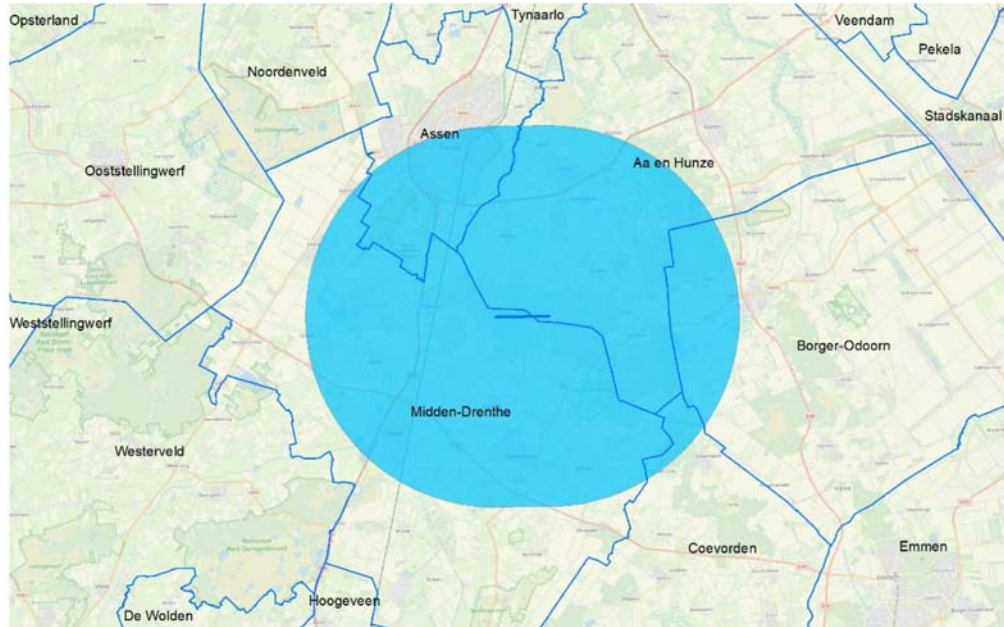 Opsterland
Tynaarlo
Veendam
Pekela
Noordenveld
Stadskanaal
Assen
Aa en Hunze
Ooststellingwerf
Weststellingwerf
Borger-Odoorn
Midden-Drenthe
Westerveld
Coevorden
Emmen
Hoogeveen
De Wolden